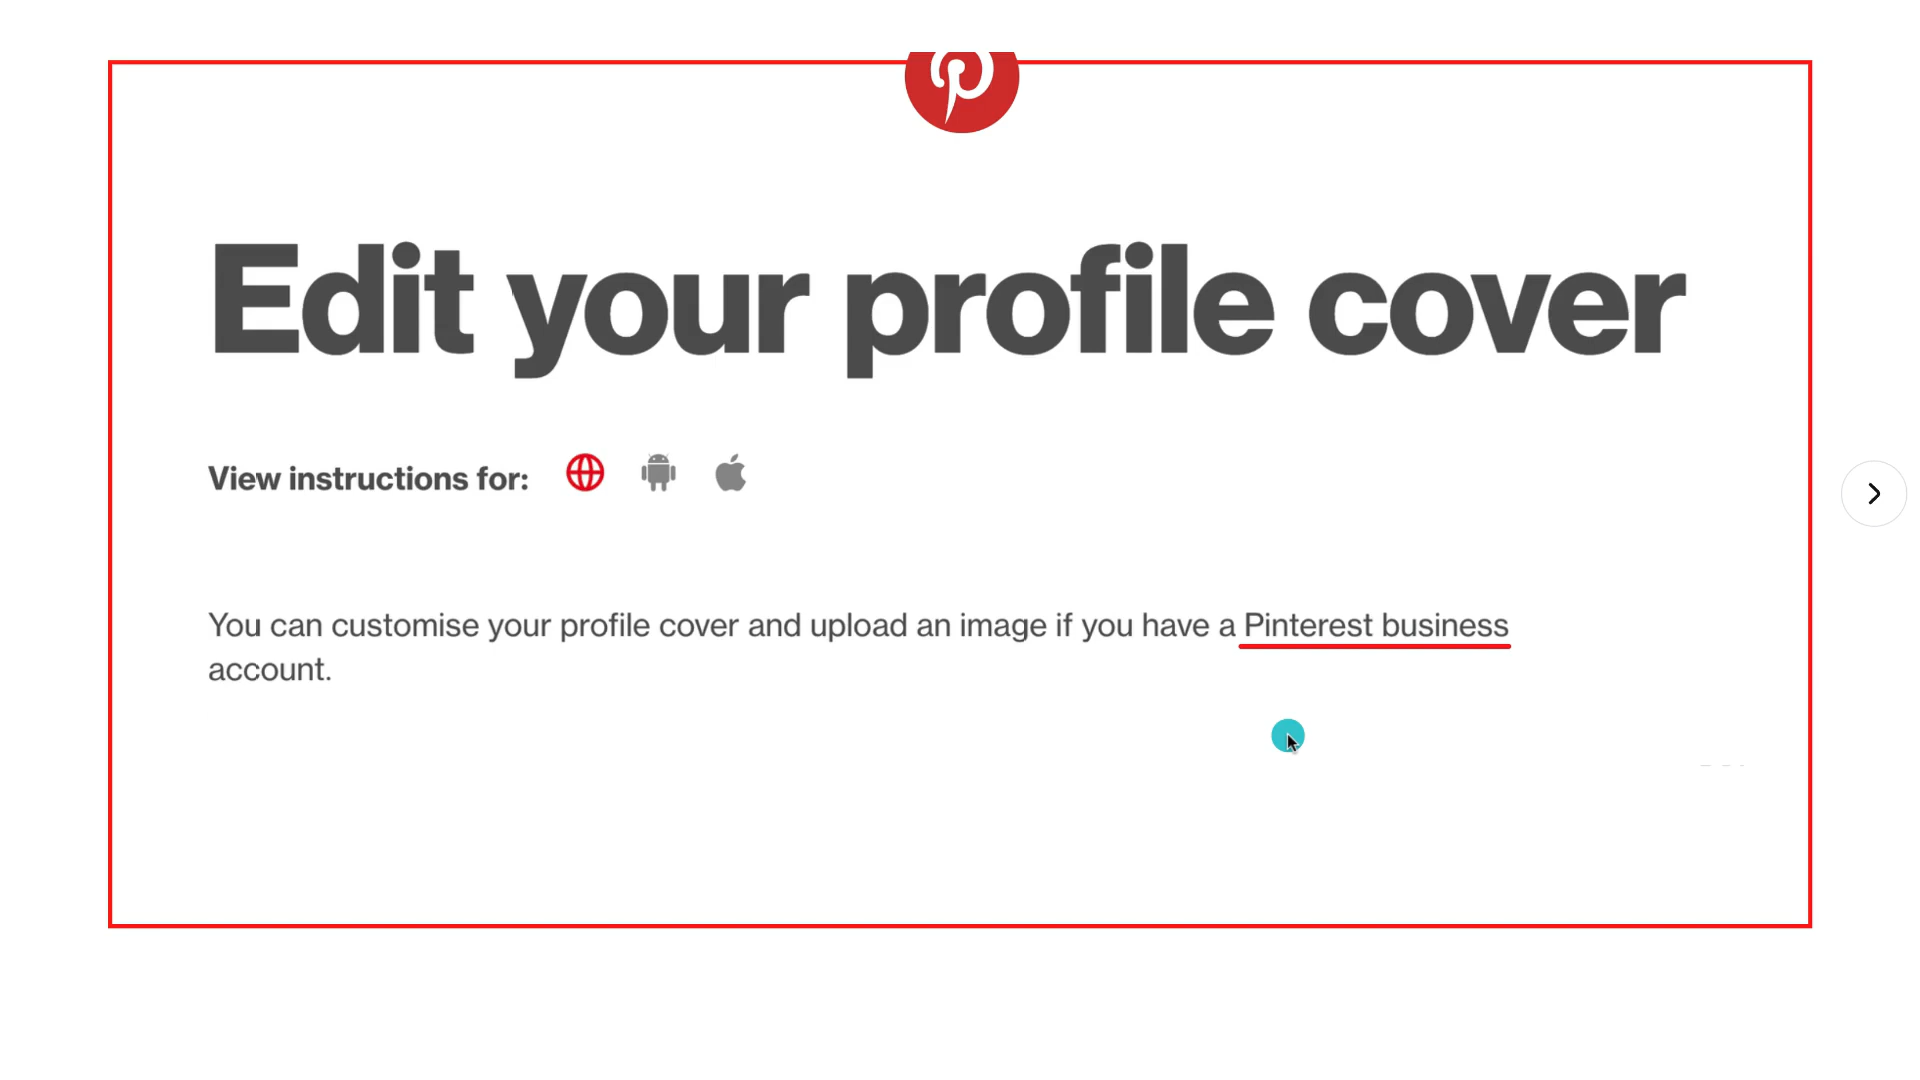 Edit your profile cover
View instructions for:
You can customise your profile cover and upload an image if you have a Pinterest business
account.